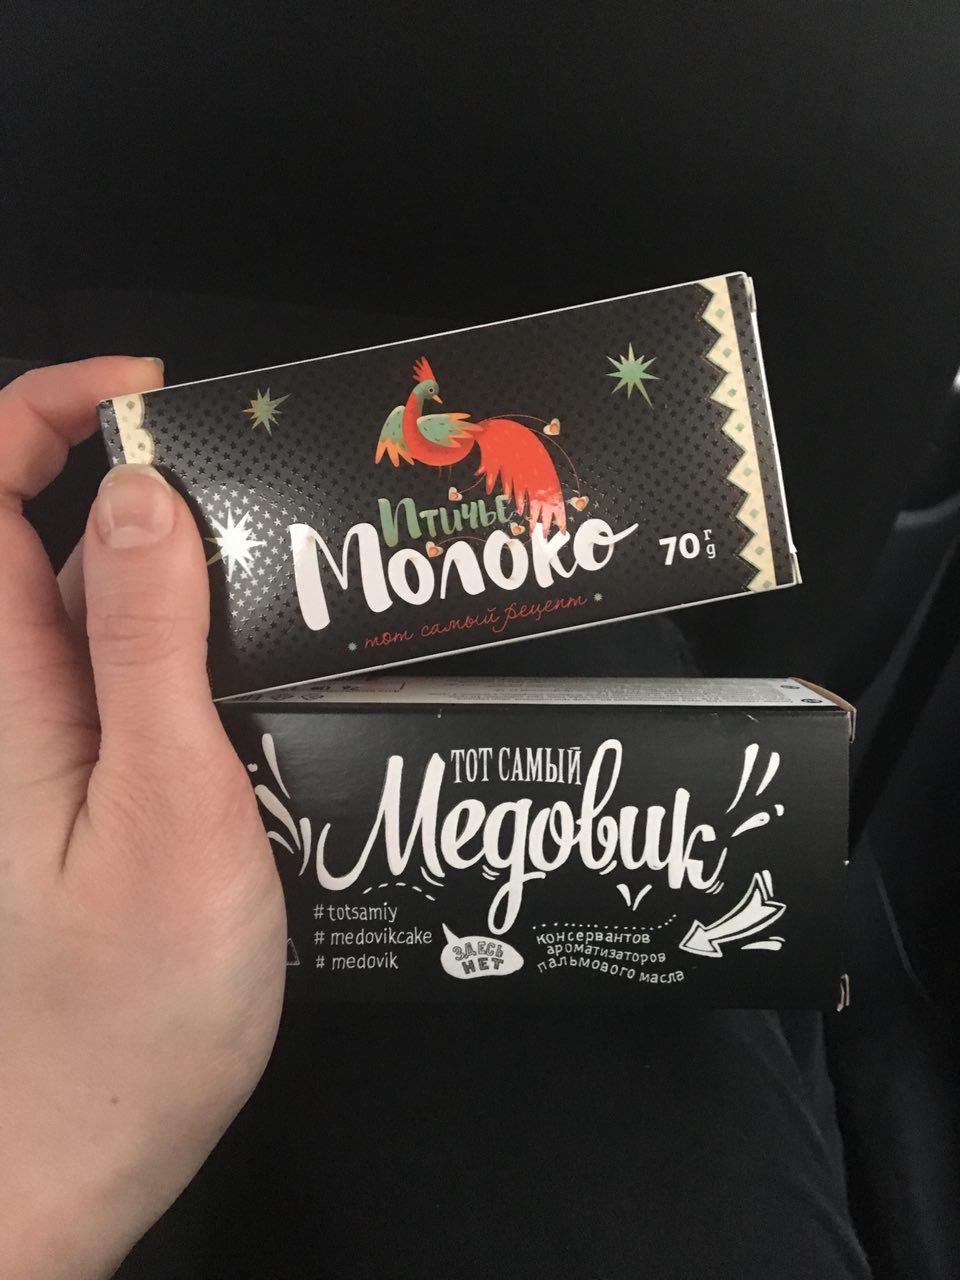 Птичье
Молоко
70 г
g
тот самый рецепт
ТОТ САМЫЙ
Медовик
#totsamiy
# medovikcake
# medovik
ЗДЕСЬ
НЕТ
консервантов
ароматизаторов
пальмового масла